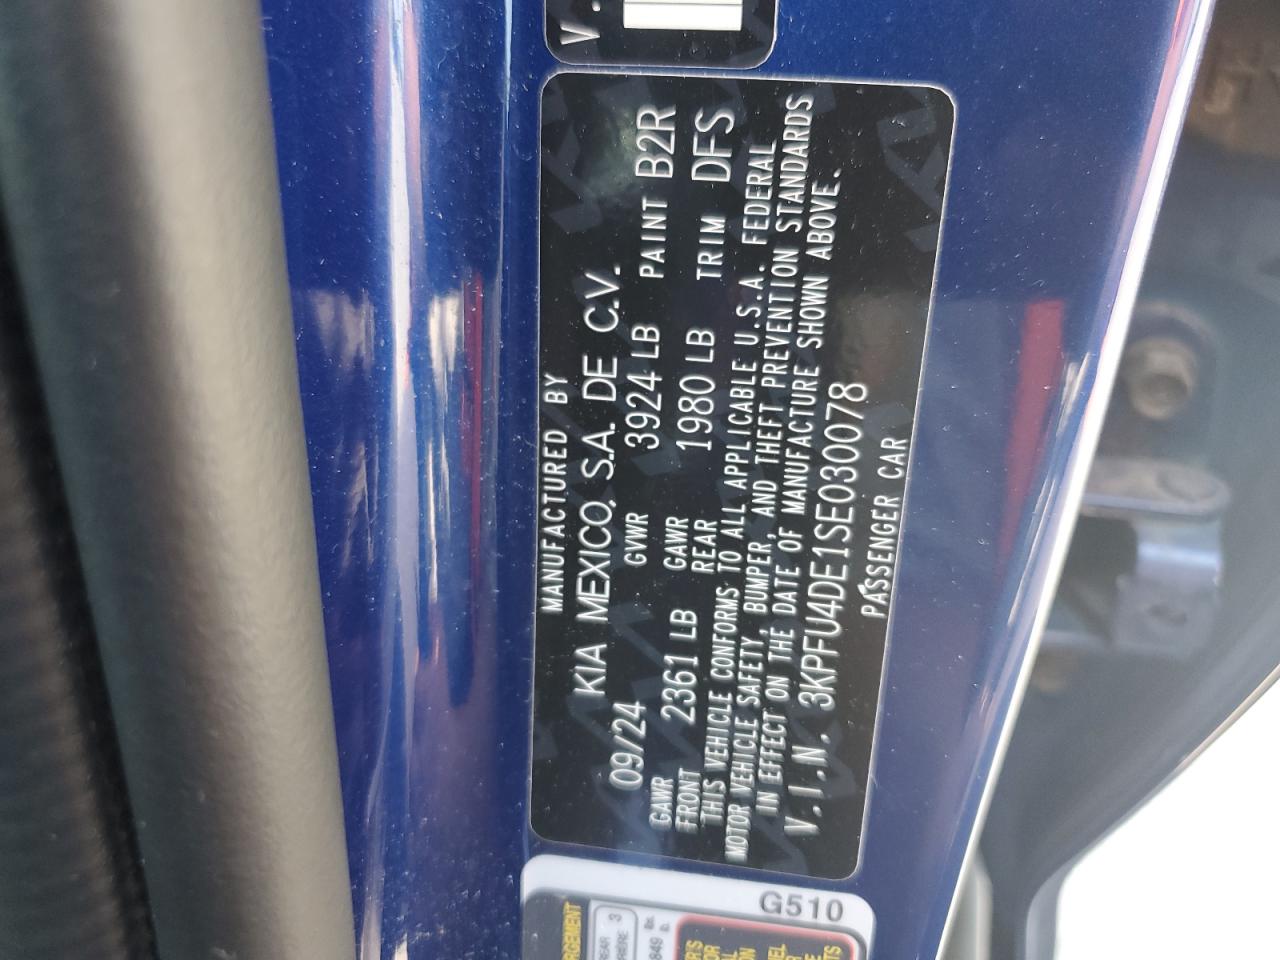 V.
MANUFACTURED BY
KIA MEXICO, S.A. DE C.V.
09/24 GVWR 3924 LB PAINT B2R
GAWR FRONT 2361 LB GAWR REAR 1980 LB TRIM DFS
THIS VEHICLE CONFORMS TO ALL APPLICABLE U.S.A. FEDERAL
MOTOR VEHICLE SAFETY, BUMPER, AND THEFT PREVENTION STANDARDS
IN EFFECT ON THE DATE OF MANUFACTURE SHOWN ABOVE.
V.I.N. 3KPFU4DE1SE030078
PASSENGER CAR
G510
3